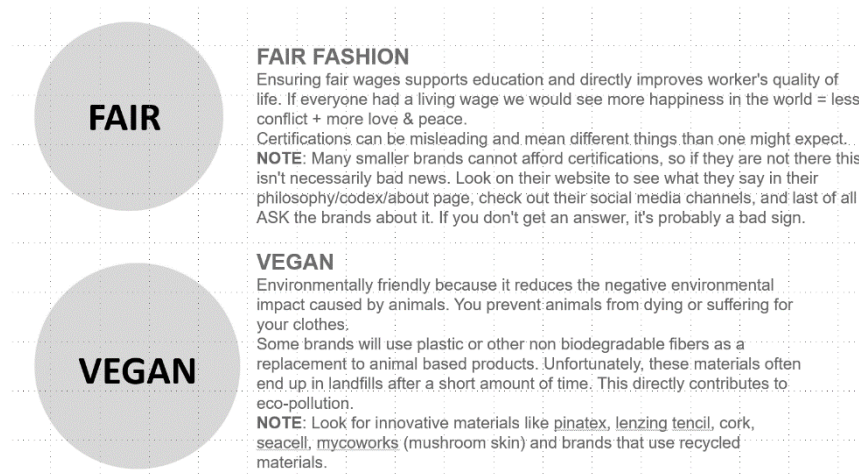 FAIR
FAIR FASHION
Ensuring fair wages supports education and directly improves worker's quality of
life. If everyone had a living wage we would see more happiness in the world = less
conflict + more love & peace.
Certifications can be misleading and mean different things than one might expect.
NOTE: Many smaller brands cannot afford certifications, so if they are not there this
isn't necessarily bad news. Look on their website to see what they say in their
philosophy/codex/about page, check out their social media channels, and last of all
ASK the brands about it. If you don't get an answer, it's probably a bad sign.
VEGAN
VEGAN
Environmentally friendly because it reduces the negative environmental
impact caused by animals. You prevent animals from dying or suffering for
your clothes.
Some brands will use plastic or other non biodegradable fibers as a
replacement to animal based products. Unfortunately, these materials often
end up in landfills after a short amount of time. This directly contributes to
eco-pollution.
NOTE: Look for innovative materials like pinatex, lenzing tencil, cork,
seacell, mycoworks (mushroom skin) and brands that use recycled
materials.